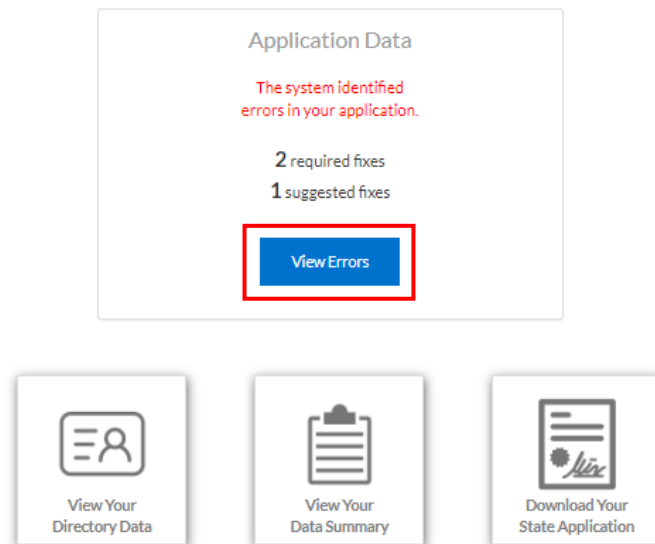 Application Data
The system identified
errors in your application.
2 required fixes
1 suggested fixes
View Errors
View Your
Directory Data
View Your
Data Summary
Download Your
State Application